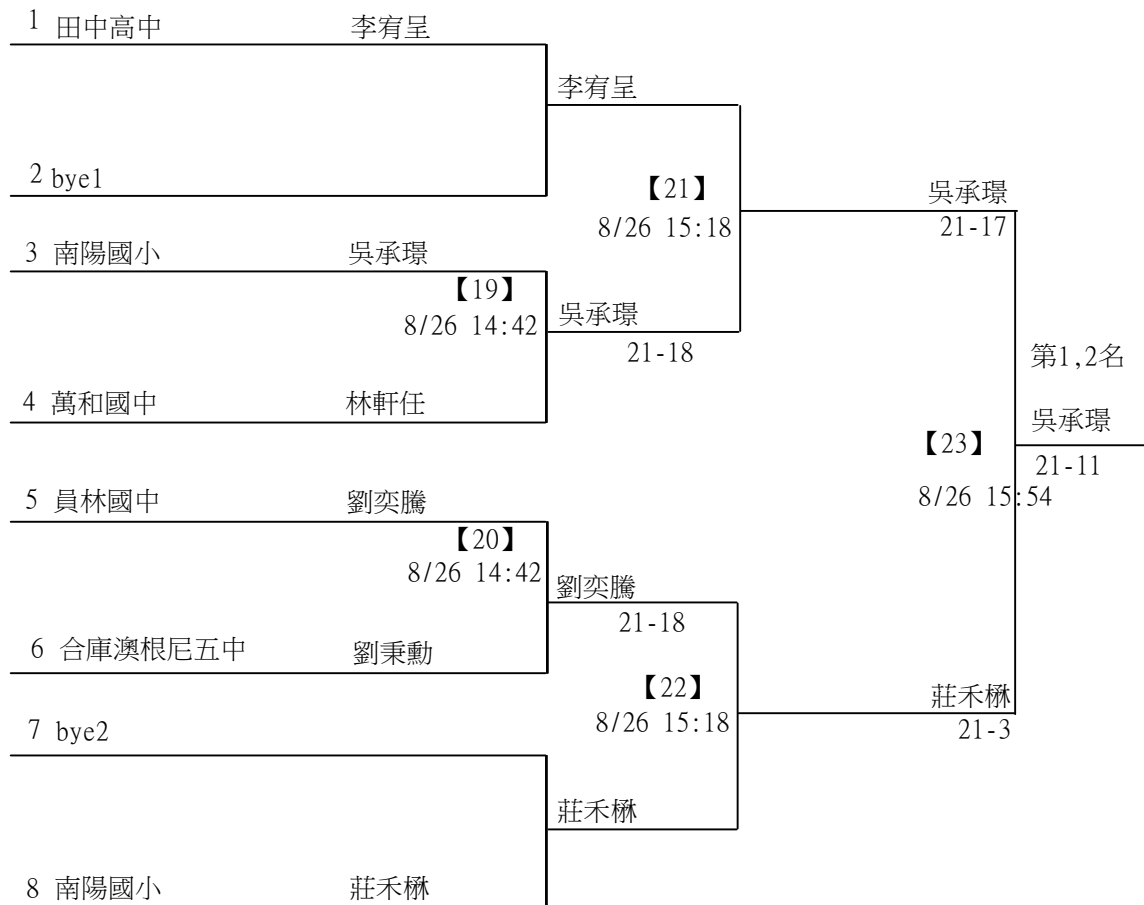 1 田中高中 李宥呈
李宥呈
2 bye1
【21】
吳承璟
8/26 15:18
21-17
3 南陽國小 吳承璟
【19】
8/26 14:42
吳承璟
21-18
第1,2名
4 萬和國中 林軒任
吳承璟
【23】
21-11
8/26 15:54
5 員林國中 劉奕騰
【20】
8/26 14:42
劉奕騰
21-18
6 合庫澳根尼五中 劉秉勳
【22】
莊禾楙
8/26 15:18
21-3
7 bye2
莊禾楙
8 南陽國小 莊禾楙